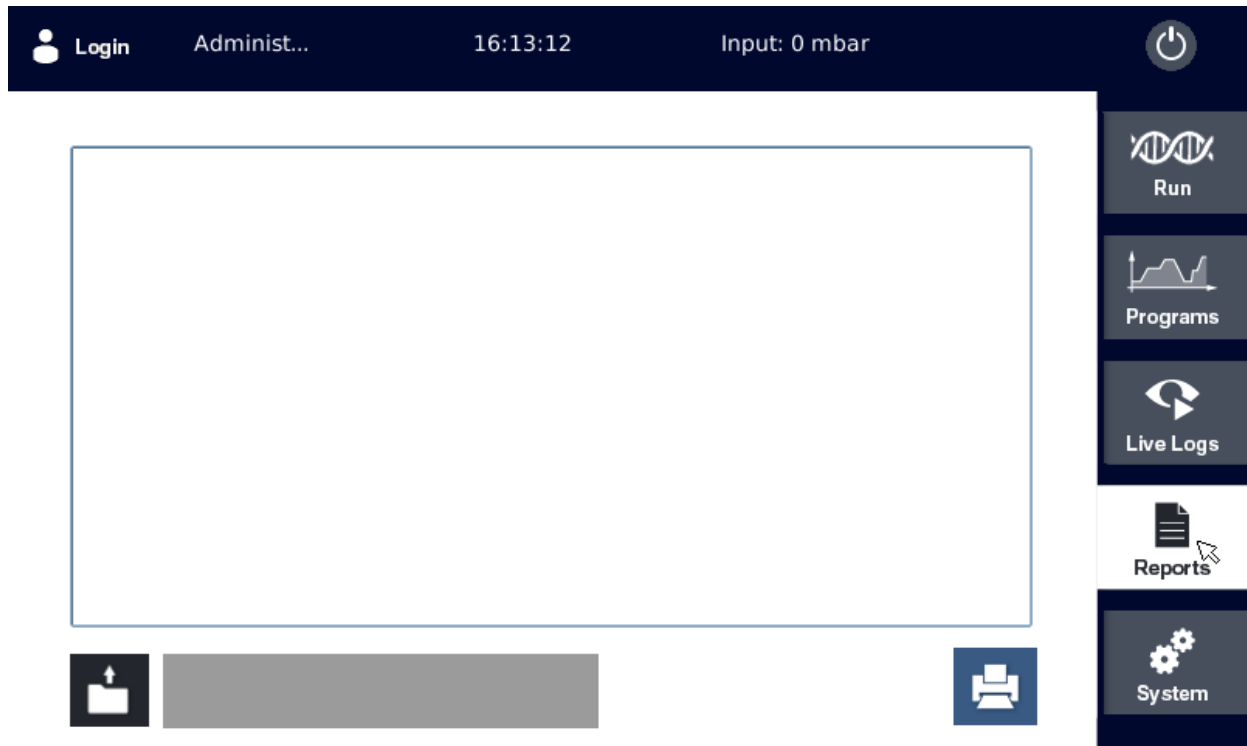 Login
Administ...
16:13:12
Input: 0 mbar
Run
Programs
Live Logs
Reports
System